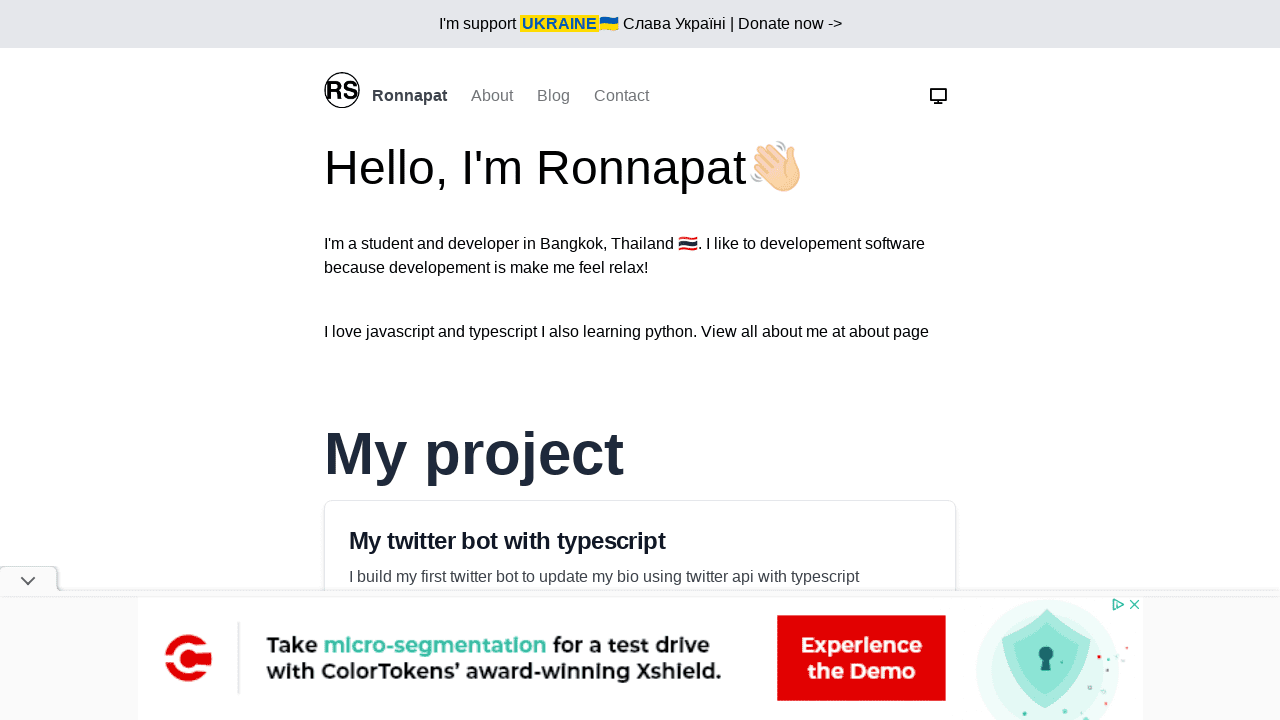 I'm support UKRAINE🇺🇦 Слава Україні | Donate now ->
RS Ronnapat About Blog Contact
Hello, I'm Ronnapat👋🏻
I'm a student and developer in Bangkok, Thailand 🇹🇭. I like to developement software
because developement is make me feel relax!
I love javascript and typescript I also learning python. View all about me at about page
My project
My twitter bot with typescript
I build my first twitter bot to update my bio using twitter api with typescript
Take micro-segmentation for a test drive
with ColorTokens' award-winning Xshield.
Experience
the Demo